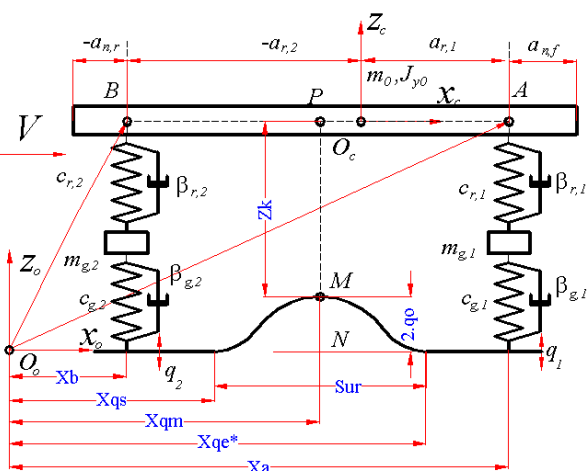 z_c
-a_{n,r} -a_{r,2} a_{r,1} a_{n,f}
m_0, J_{y0}
B P x_c A
V O_c
c_{r,2} β_{r,2} Zk c_{r,1} β_{r,1}
z_o m_{g,2} β_{g,2} m_{g,1} β_{g,1}
c_{g,2} M c_{g,1}
2.qo
x_o N
O_o q_2 q_1
Xb Sur
Xqs
Xqm
Xqe*
Xa